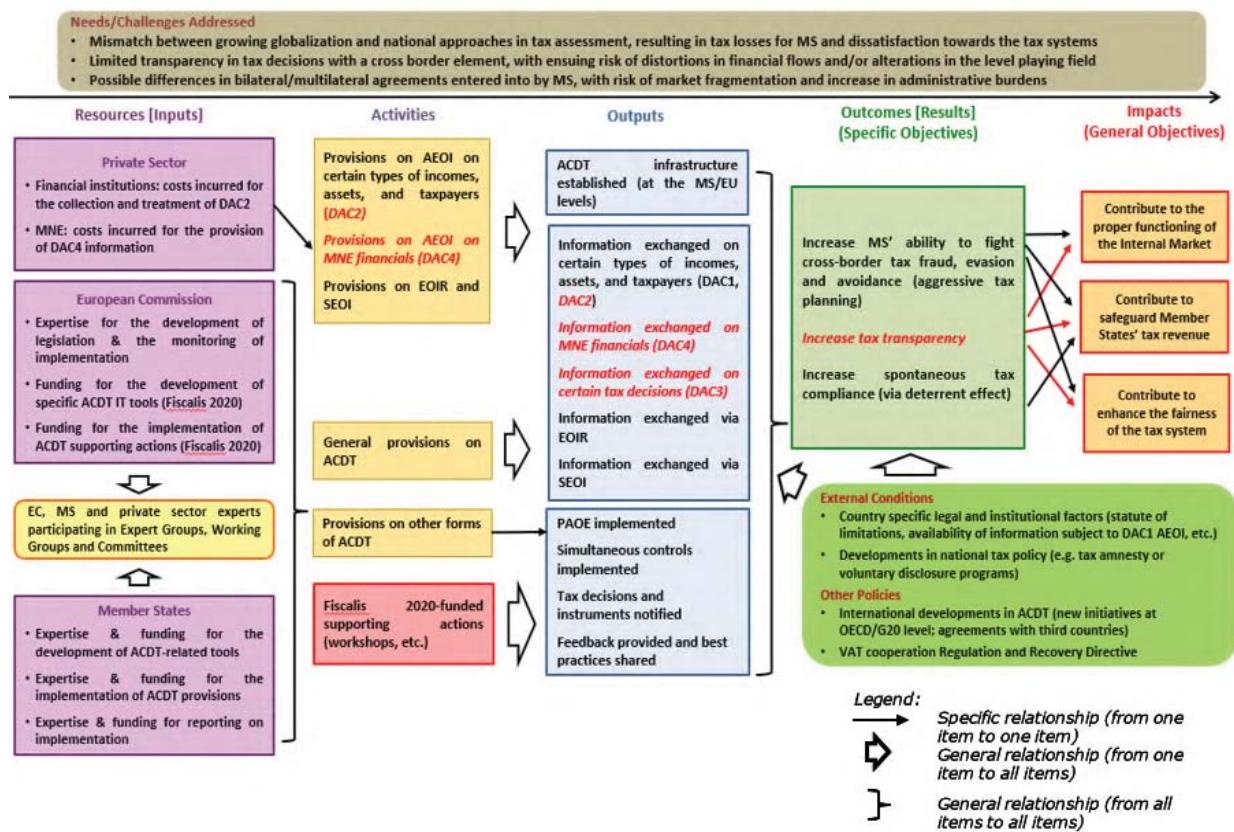 Needs/Challenges Addressed
• Mismatch between growing globalization and national approaches in tax assessment, resulting in tax losses for MS and dissatisfaction towards the tax systems
• Limited transparency in tax decisions with a cross border element, with ensuing risk of distortions in financial flows and/or alterations in the level playing field
• Possible differences in bilateral/multilateral agreements entered into by MS, with risk of market fragmentation and increase in administrative burdens
Resources [Inputs]
Private Sector
• Financial institutions: costs incurred for
the collection and treatment of DAC2
• MNE: costs incurred for the provision
of DAC4 information
European Commission
• Expertise for the development of
legislation & the monitoring of
implementation
• Funding for the development of
specific ACDT IT tools (Fiscalis 2020)
• Funding for the implementation of
ACDT supporting actions (Fiscalis 2020)
EC, MS and private sector experts
participating in Expert Groups, Working
Groups and Committees
Member States
• Expertise & funding for the
development of ACDT-related tools
• Expertise & funding for the
implementation of ACDT provisions
• Expertise & funding for reporting on
implementation
Activities
Provisions on AEOI on
certain types of incomes,
assets, and taxpayers
(DAC2)
Provisions on AEOI on
MNE financials (DAC4)
Provisions on EOIR and
SEOI
General provisions on
ACDT
Provisions on other forms
of ACDT
Fiscalis 2020-funded
supporting actions
(workshops, etc.)
Outputs
ACDT infrastructure
established (at the MS/EU
levels)
Information exchanged on
certain types of incomes,
assets, and taxpayers (DAC1,
DAC2)
Information exchanged on
MNE financials (DAC4)
Information exchanged on
certain tax decisions (DAC3)
Information exchanged via
EOIR
Information exchanged via
SEOI
PAOE implemented
Simultaneous controls
implemented
Tax decisions and
instruments notified
Feedback provided and best
practices shared
Outcomes [Results]
(Specific Objectives)
Increase MS' ability to fight
cross-border tax fraud, evasion
and avoidance (aggressive tax
planning)
Increase tax transparency
Increase spontaneous tax
compliance (via deterrent effect)
Impacts
(General Objectives)
Contribute to the
proper functioning of
the Internal Market
Contribute to
safeguard Member
States' tax revenue
Contribute to
enhance the fairness
of the tax system
External Conditions
• Country specific legal and institutional factors (statute of
limitations, availability of information subject to DAC1 AEOI, etc.)
• Developments in national tax policy (e.g. tax amnesty or
voluntary disclosure programs)
Other Policies
• International developments in ACDT (new initiatives at
OECD/G20 level; agreements with third countries)
• VAT cooperation Regulation and Recovery Directive
Legend:
Specific relationship (from one
item to one item)
General relationship (from one
item to all items)
General relationship (from all
items to all items)